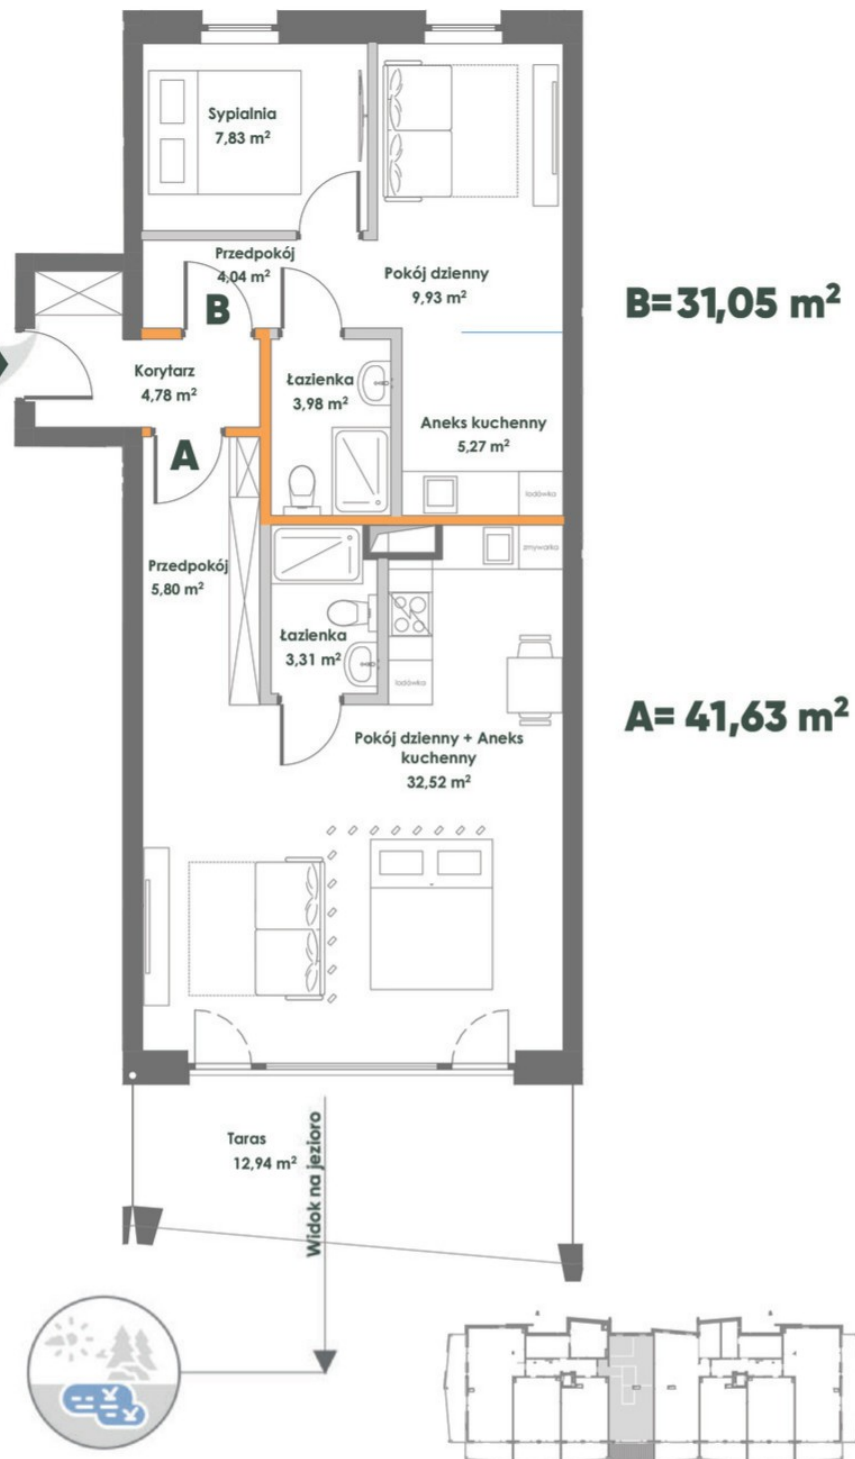 Sypialnia
7,83 m²
Przedpokój
4,04 m²
Pokój dzienny
9,93 m²
B
B=31,05 m²
Korytarz
4,78 m²
Łazienka
3,98 m²
Aneks kuchenny
5,27 m²
A
lodówka
zmywarka
Przedpokój
5,80 m²
Łazienka
3,31 m²
lodówka
A= 41,63 m²
Pokój dzienny + Aneks
kuchenny
32,52 m²
Taras
12,94 m²
Widok na jezioro